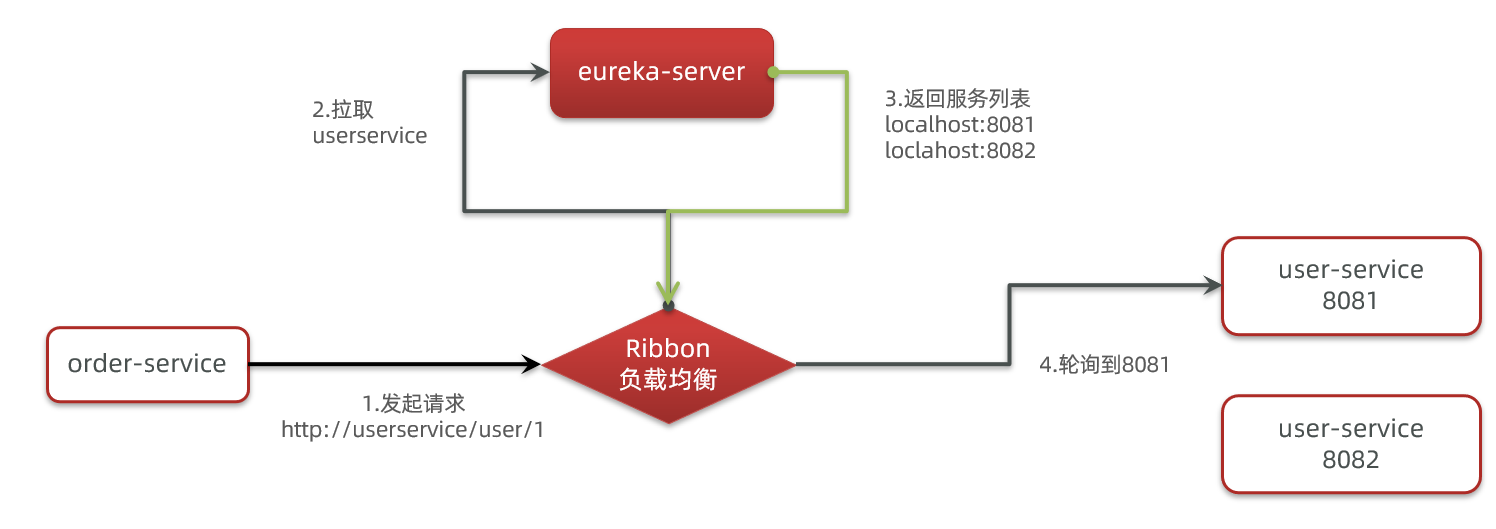 eureka-server
2.拉取
userservice
3.返回服务列表
localhost:8081
loclahost:8082
user-service
8081
order-service
Ribbon
负载均衡
4.轮询到8081
1.发起请求
http://userservice/user/1
user-service
8082